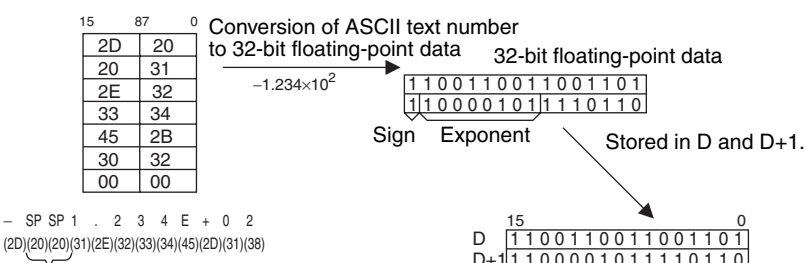 15 87 0
Conversion of ASCII text number
to 32-bit floating-point data
2D 20
20 31
2E 32
33 34
45 2B
30 32
00 00
−1.234×10²
32-bit floating-point data
1 1 0 0 1 1 0 0 1 1 0 0 1 1 0 1
1 1 0 0 0 0 1 0 1 1 1 1 0 1 1 0
Sign Exponent
Stored in D and D+1.
− SP SP 1 . 2 3 4 E + 0 2
(2D)(20)(20)(31)(2E)(32)(33)(34)(45)(2D)(31)(38)
15 0
D 1 1 0 0 1 1 0 0 1 1 0 0 1 1 0 1
D+1 1 1 0 0 0 0 1 0 1 1 1 1 0 1 1 0